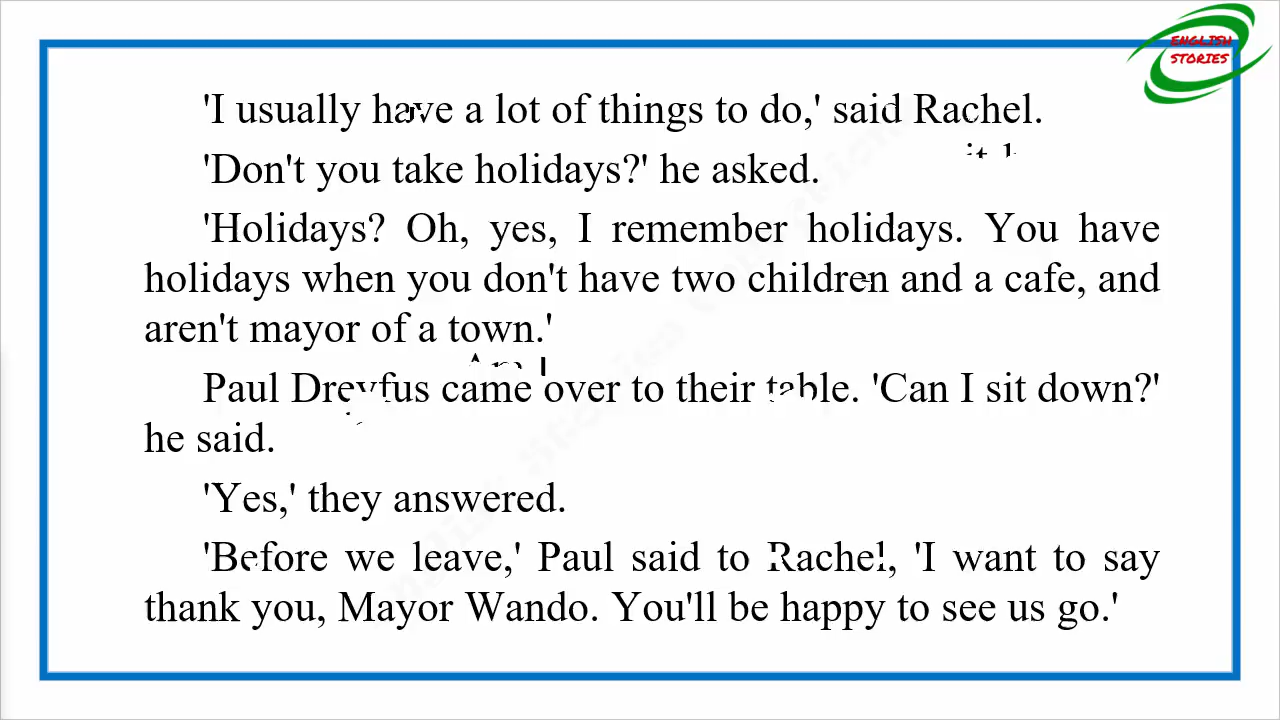 ENGLISH
STORIES
'I usually have a lot of things to do,' said Rachel.
'Don't you take holidays?' he asked.
'Holidays? Oh, yes, I remember holidays. You have
holidays when you don't have two children and a cafe, and
aren't mayor of a town.'
Paul Dreyfus came over to their table. 'Can I sit down?'
he said.
'Yes,' they answered.
'Before we leave,' Paul said to Rachel, 'I want to say
thank you, Mayor Wando. You'll be happy to see us go.'